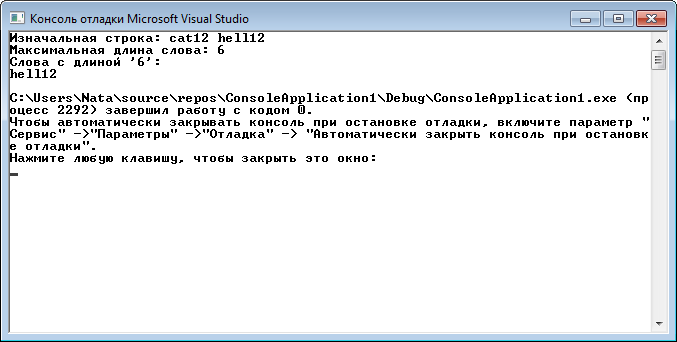 Консоль отладки Microsoft Visual Studio
Изначальная строка: cat12 hell12
Максимальная длина слова: 6
Слова с длиной '6':
hell12
C:\Users\Nata\source\repos\ConsoleApplication1\Debug\ConsoleApplication1.exe (пр
оцесс 2292) завершил работу с кодом 0.
Чтобы автоматически закрывать консоль при остановке отладки, включите параметр "
Сервис" ->"Параметры" ->"Отладка" -> "Автоматически закрыть консоль при остановк
е отладки".
Нажмите любую клавишу, чтобы закрыть это окно: